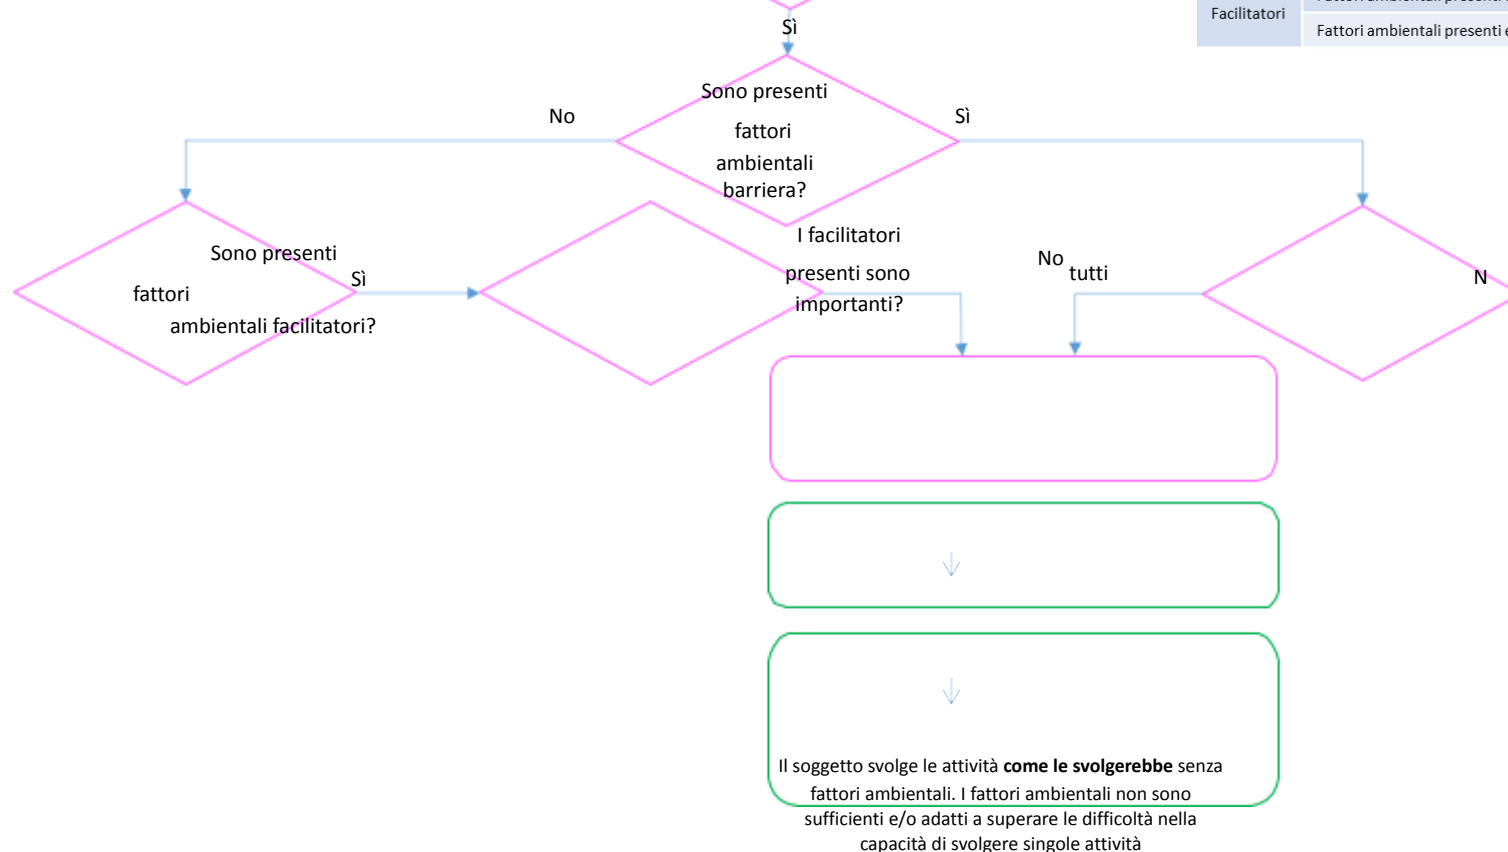 Sì
Facilitatori
Fattori ambientali presenti e
Sono presenti
fattori
ambientali
barriera?
No
Sì
Sono presenti
fattori
ambientali facilitatori?
Sì
I facilitatori
presenti sono
importanti?
No
tutti
N
Il soggetto svolge le attività come le svolgerebbe senza
fattori ambientali. I fattori ambientali non sono
sufficienti e/o adatti a superare le difficoltà nella
capacità di svolgere singole attività